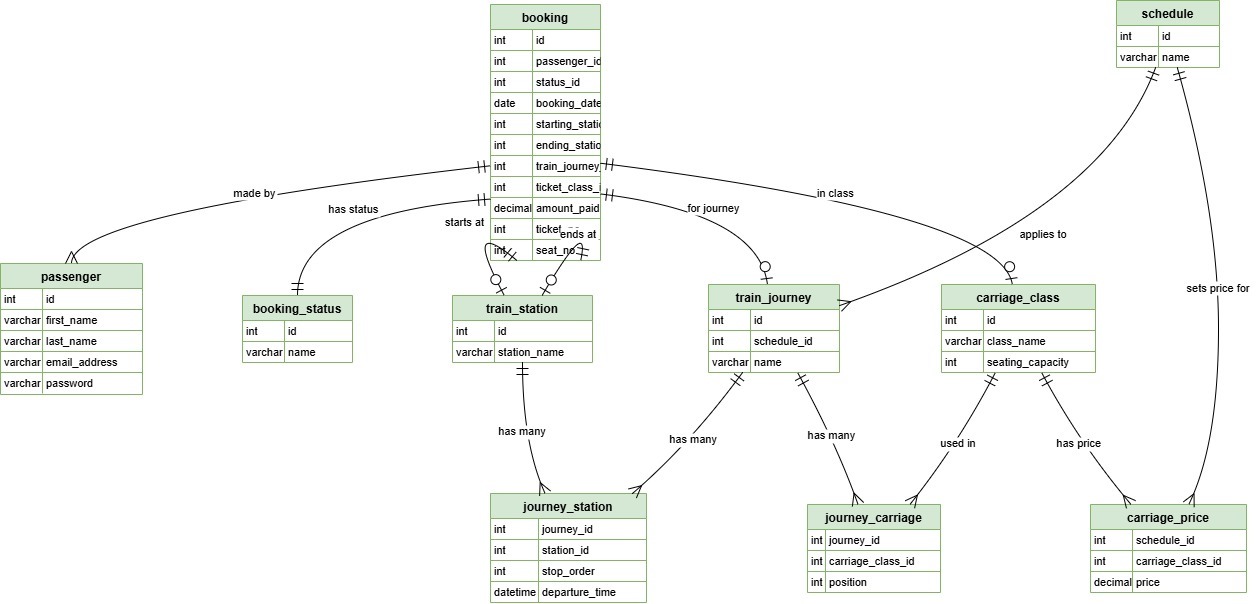 booking
int id
int passenger_id
int status_id
date booking_date
int starting_stati
int ending_statio
int train_journey_
int ticket_class_i
decimal amount_paid
int ticket_
int seat_no
schedule
int id
varchar name
made by
has status
starts at
ends at
for journey
in class
applies to
sets price for
passenger
int id
varchar first_name
varchar last_name
varchar email_address
varchar password
booking_status
int id
varchar name
train_station
int id
varchar station_name
train_journey
int id
int schedule_id
varchar name
carriage_class
int id
varchar class_name
int seating_capacity
has many
has many
has many
used in
has price
journey_station
int journey_id
int station_id
int stop_order
datetime departure_time
journey_carriage
int journey_id
int carriage_class_id
int position
carriage_price
int schedule_id
int carriage_class_id
decimal price